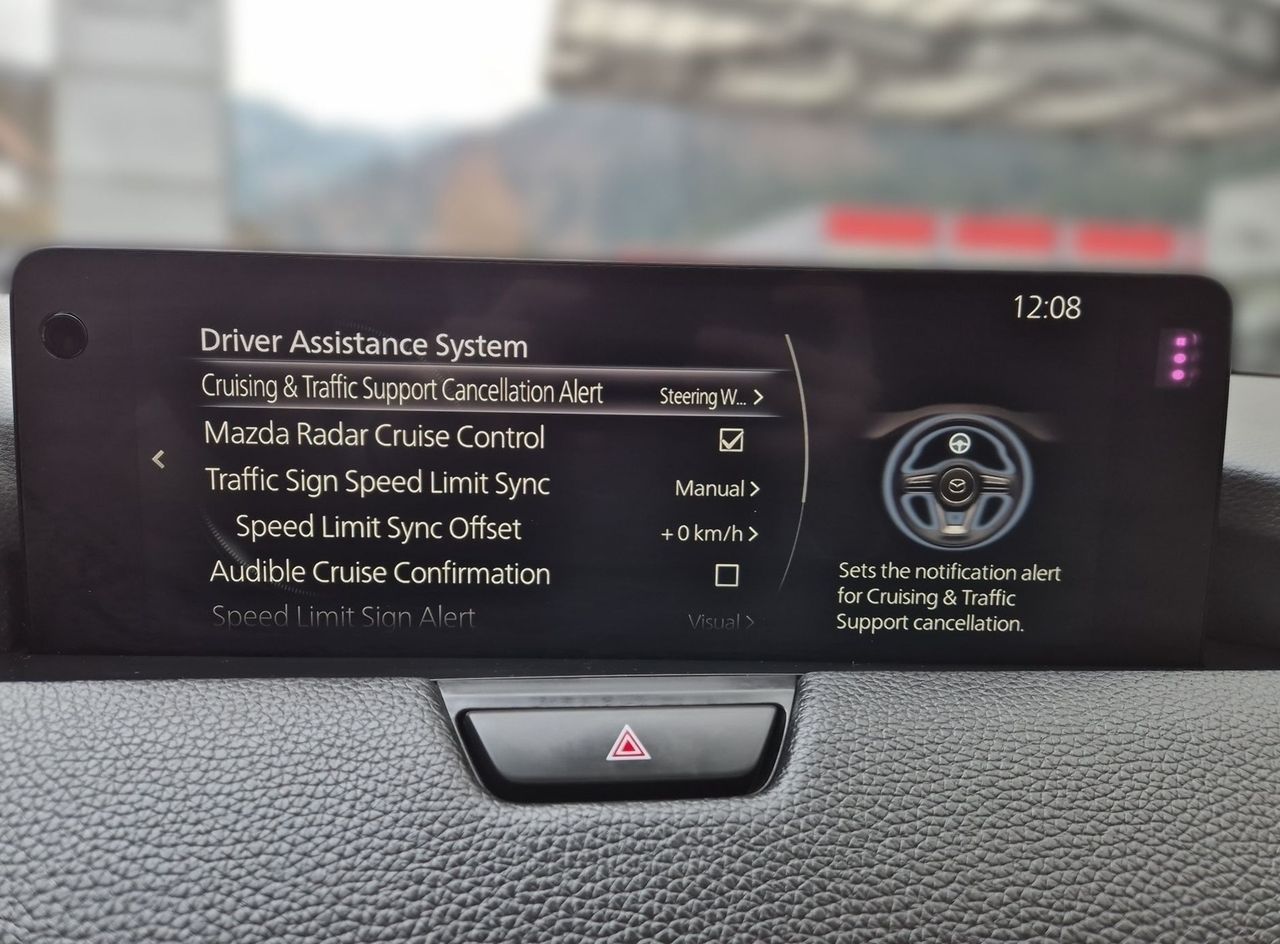 12:08
Driver Assistance System
Cruising & Traffic Support Cancellation Alert Steering W... >
Mazda Radar Cruise Control
Traffic Sign Speed Limit Sync Manual >
Speed Limit Sync Offset + 0 km/h >
Audible Cruise Confirmation
Speed Limit Sign Alert Visual >
Sets the notification alert
for Cruising & Traffic
Support cancellation.